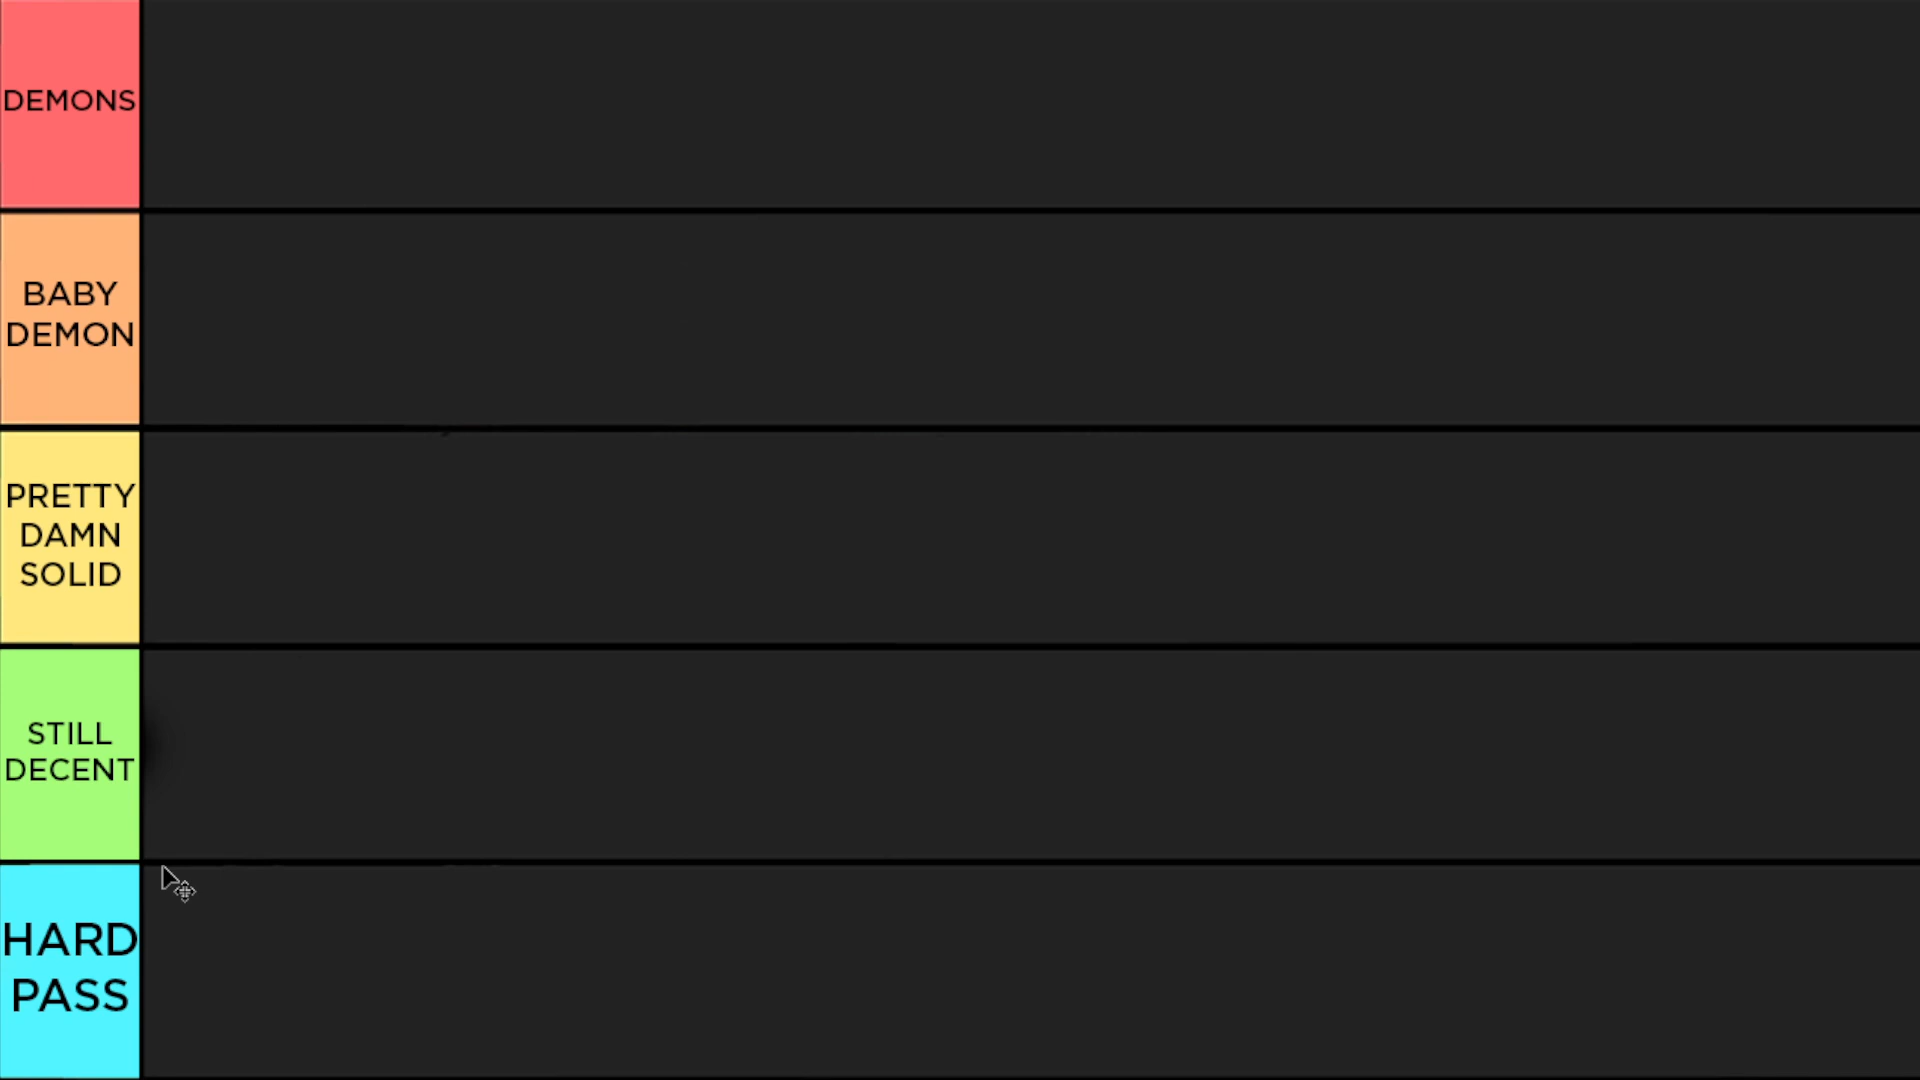 DEMONS
BABY
DEMON
PRETTY
DAMN
SOLID
STILL
DECENT
HARD
PASS